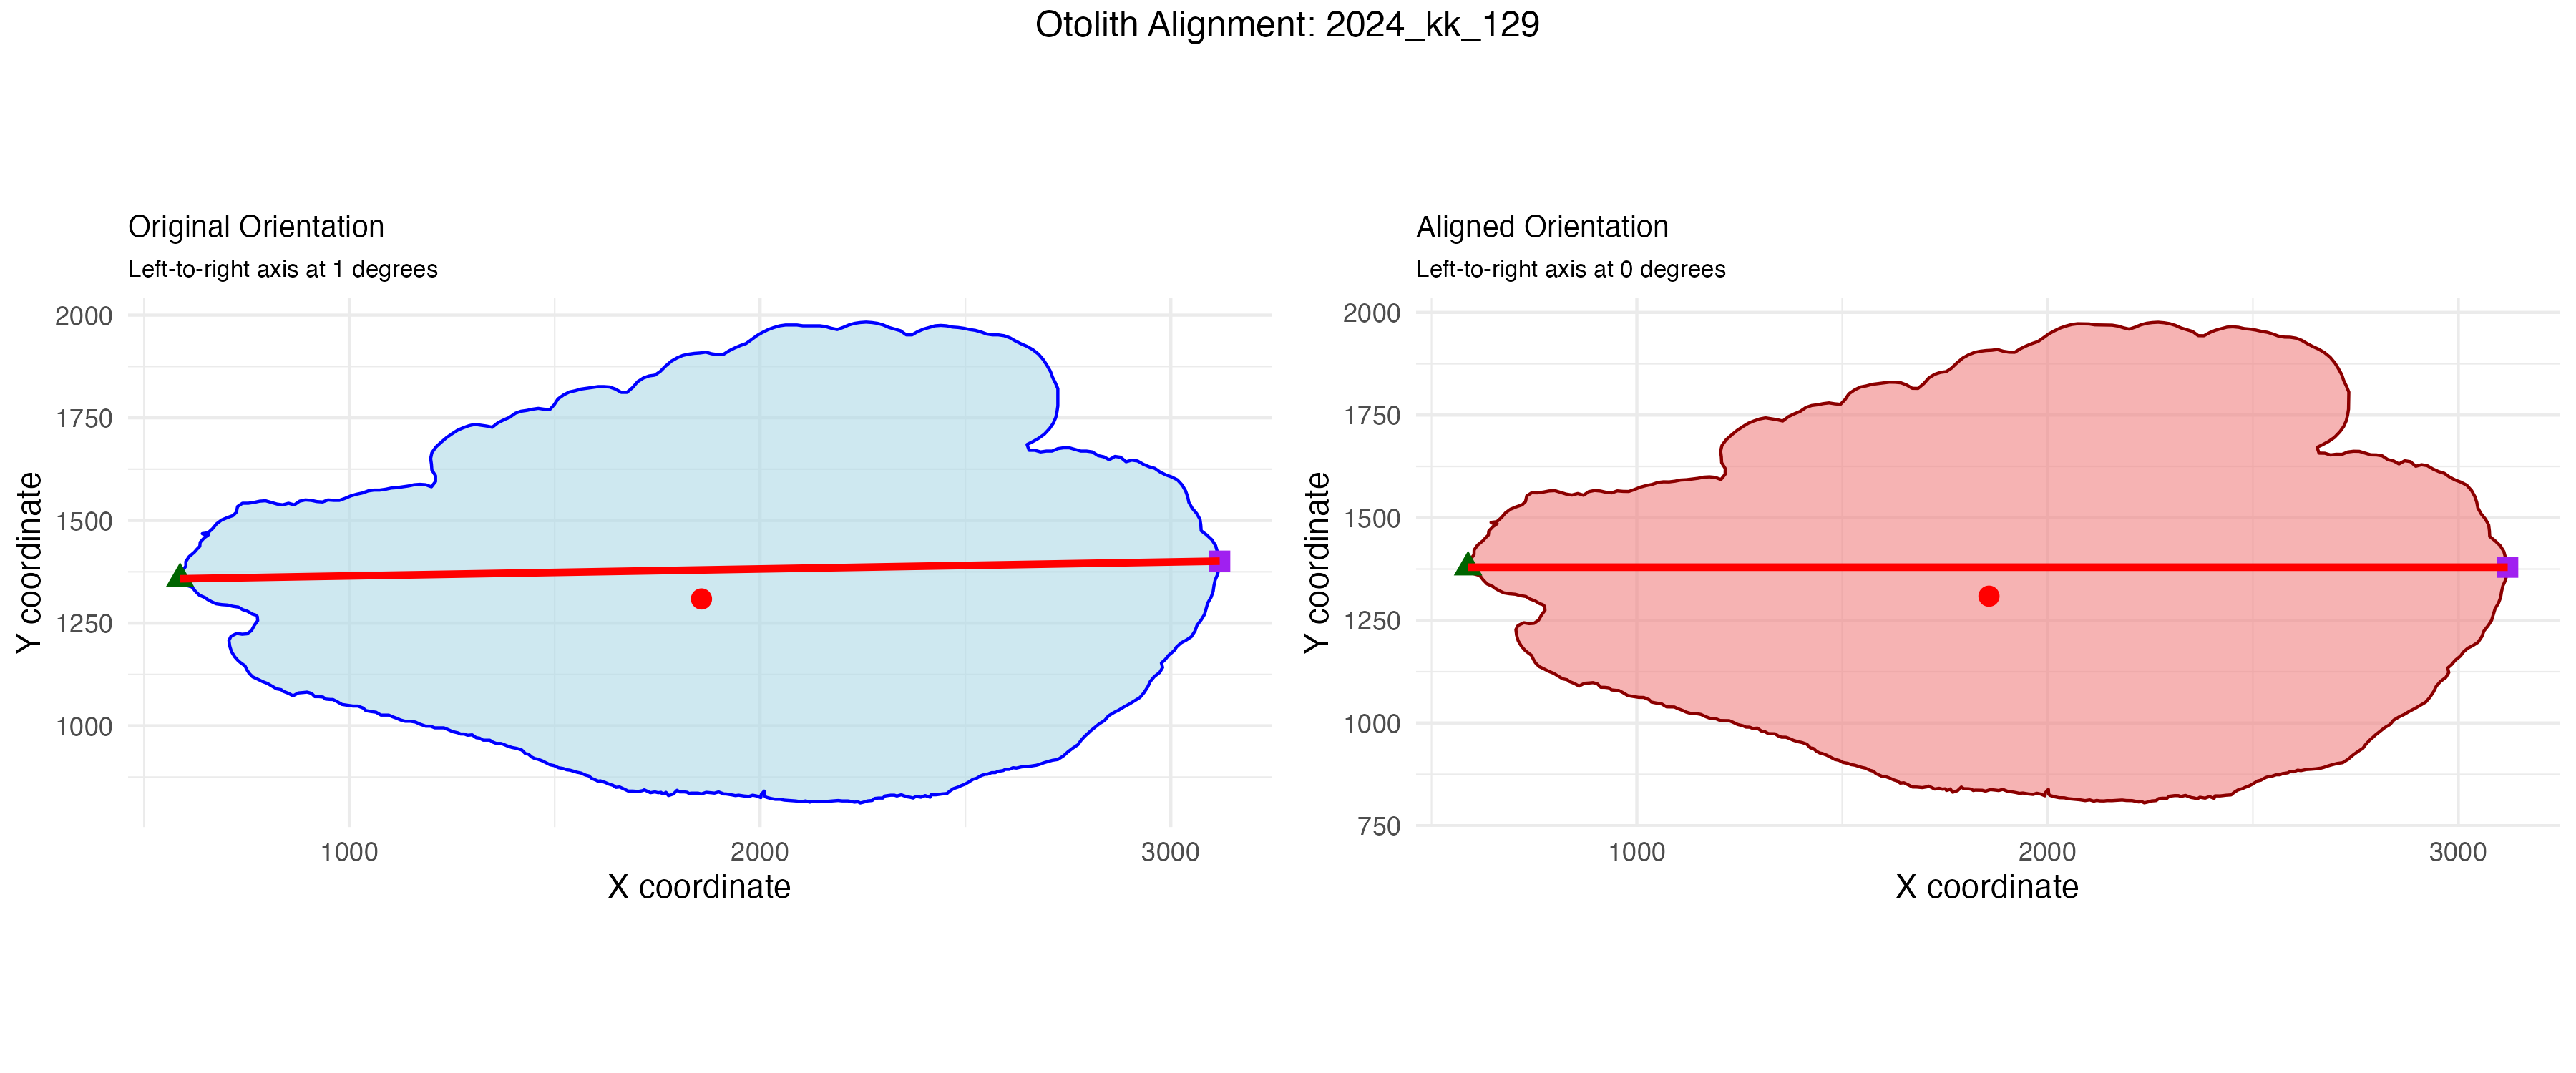 Otolith Alignment: 2024_kk_129
Original Orientation
Left-to-right axis at 1 degrees
2000
1750
1500
1250
1000
Y coordinate
1000
2000
3000
X coordinate
Aligned Orientation
Left-to-right axis at 0 degrees
2000
1750
1500
1250
1000
750
Y coordinate
1000
2000
3000
X coordinate